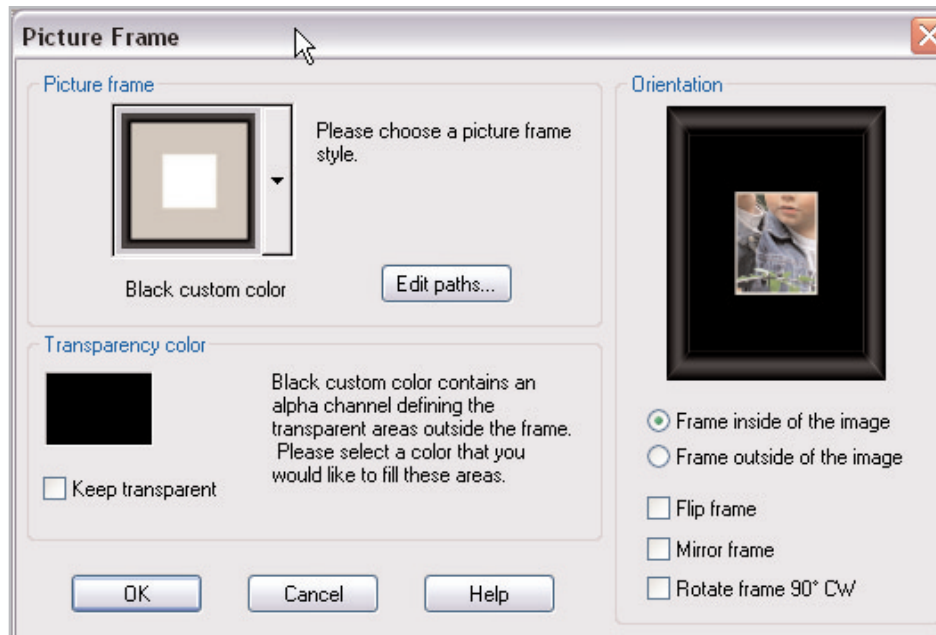 Picture Frame
Picture frame
Please choose a picture frame
style.
Black custom color
Edit paths...
Transparency color
Black custom color contains an
alpha channel defining the
transparent areas outside the frame.
Please select a color that you
would like to fill these areas.
Keep transparent
OK
Cancel
Help
Orientation
Frame inside of the image
Frame outside of the image
Flip frame
Mirror frame
Rotate frame 90° CW